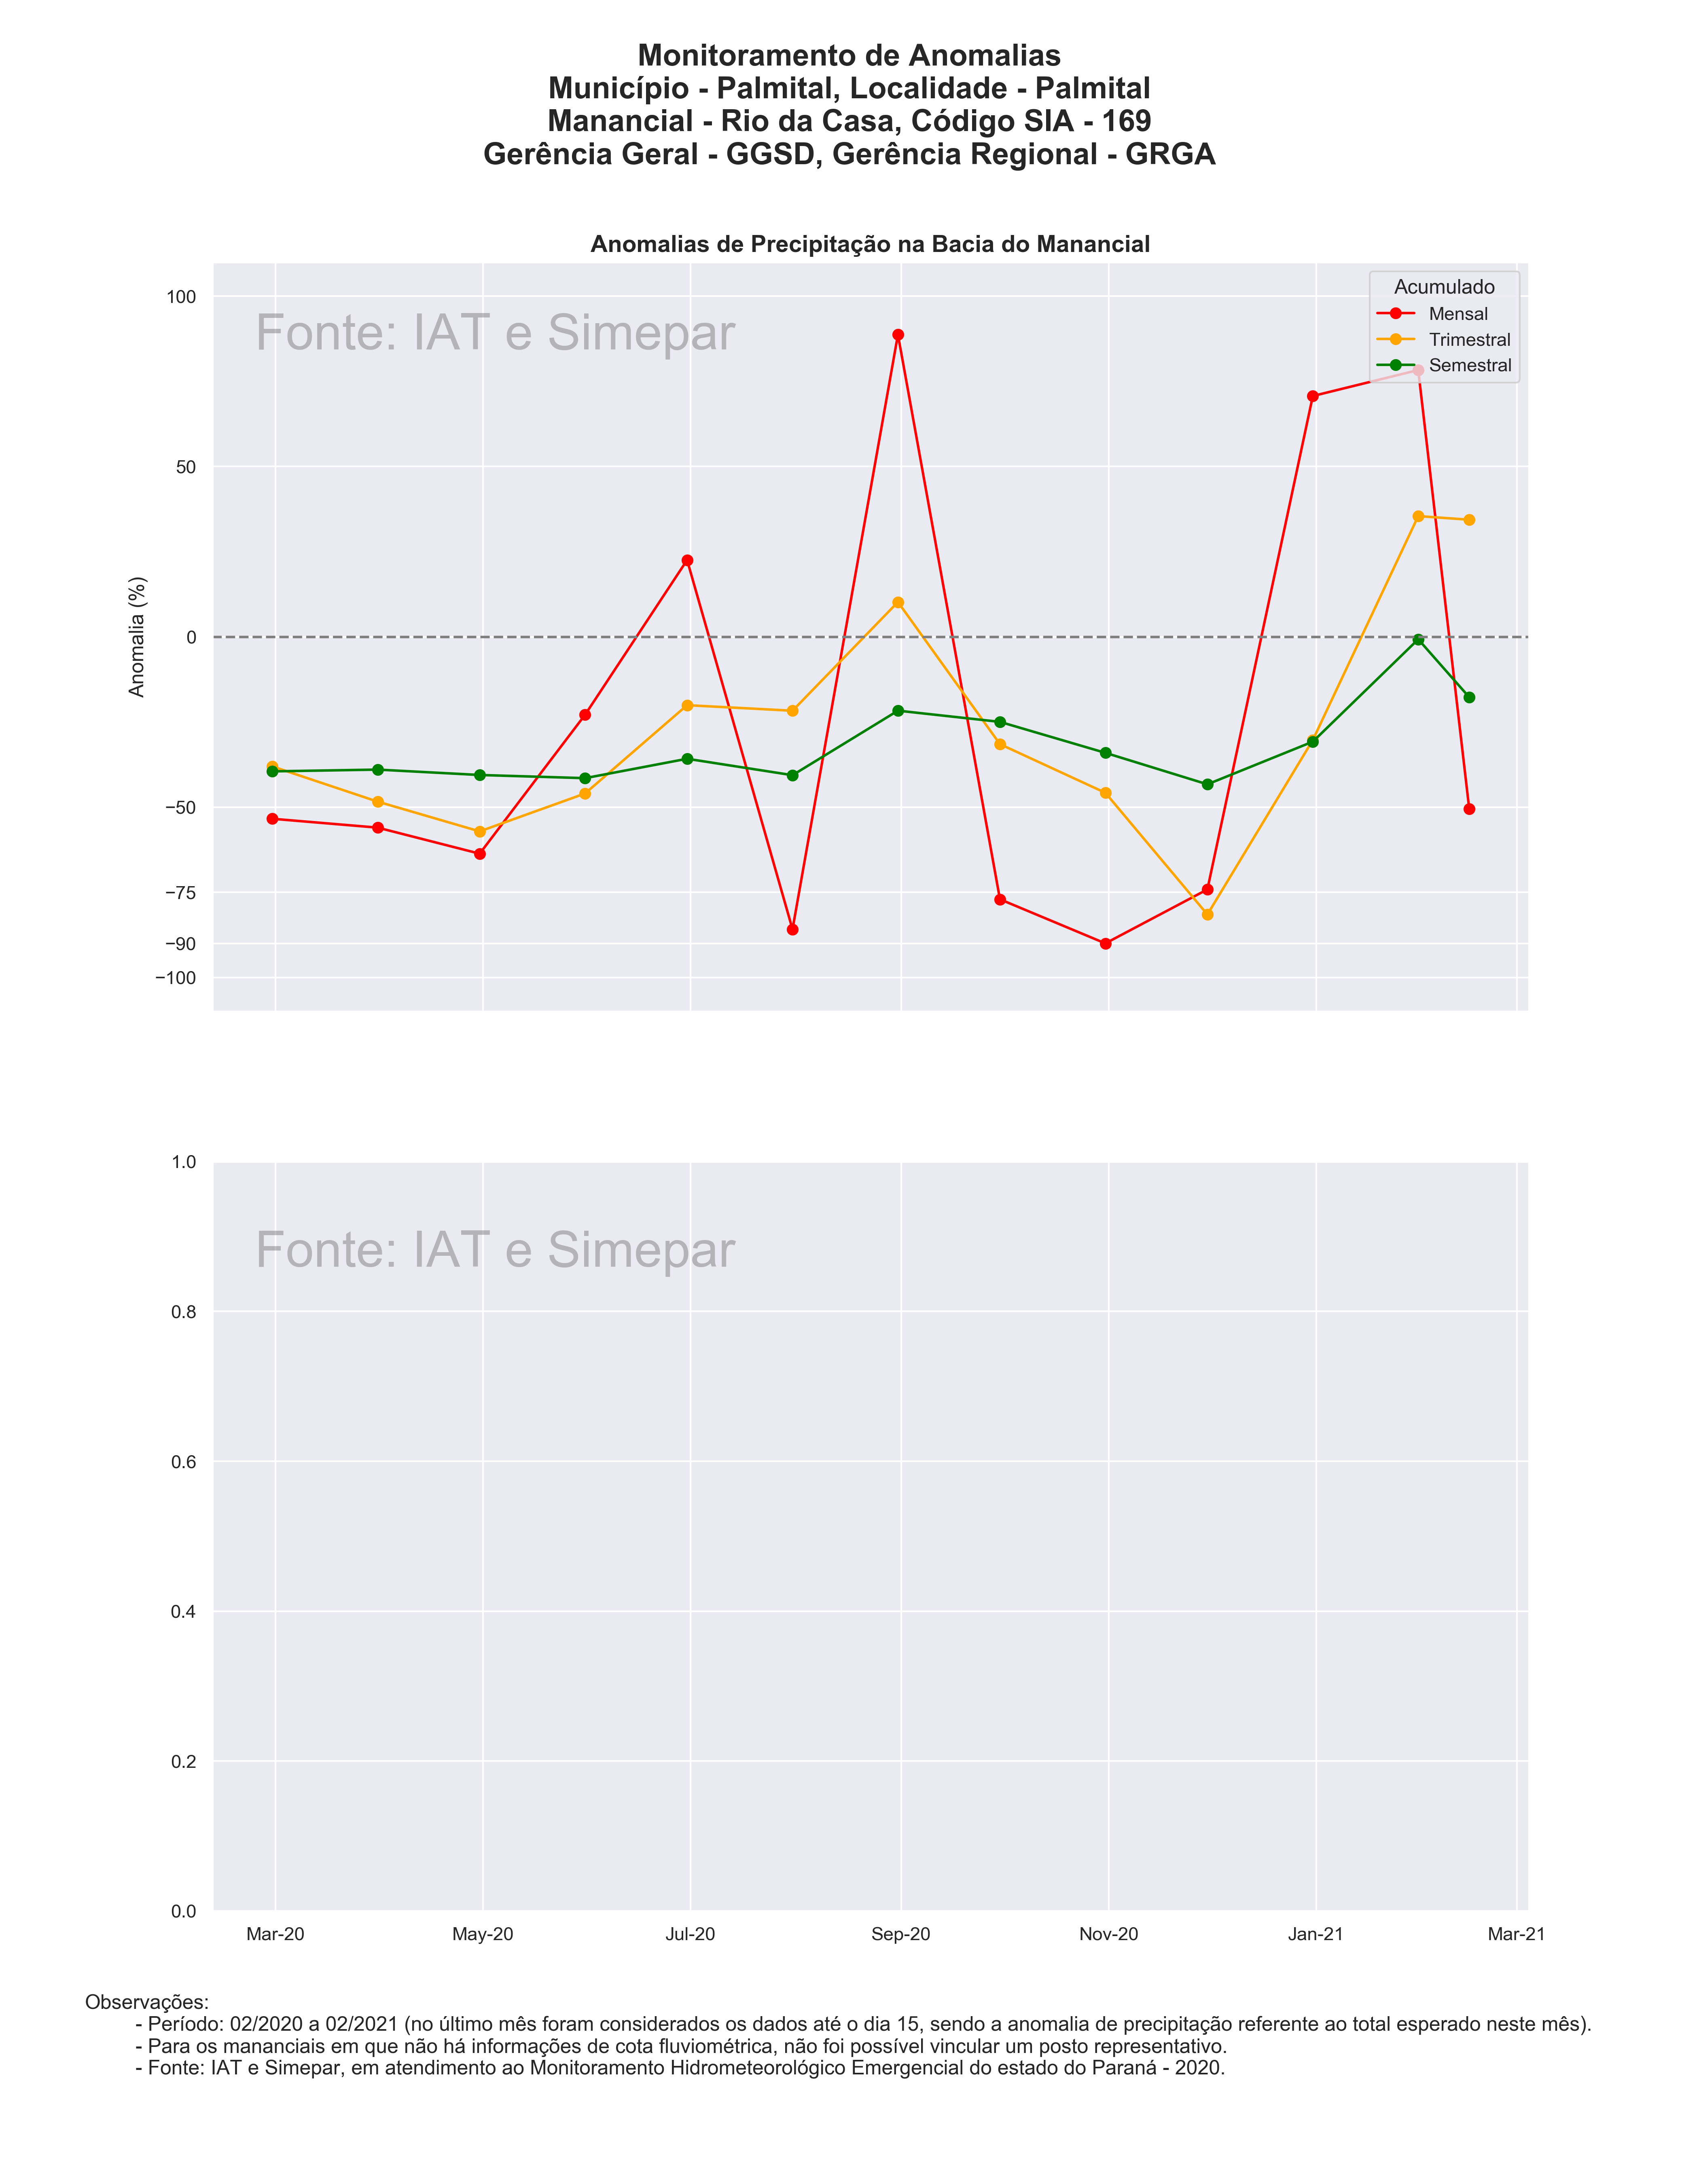 Monitoramento de Anomalias
Município - Palmital, Localidade - Palmital
Manancial - Rio da Casa, Código SIA - 169
Gerência Geral - GGSD, Gerência Regional - GRGA
Anomalias de Precipitação na Bacia do Manancial
Fonte: IAT e Simepar
Acumulado
Mensal
Trimestral
Semestral
Anomalia (%)
100
50
0
−50
−75
−90
−100
Fonte: IAT e Simepar
1.0
0.8
0.6
0.4
0.2
0.0
Mar-20 May-20 Jul-20 Sep-20 Nov-20 Jan-21 Mar-21
Observações:
- Período: 02/2020 a 02/2021 (no último mês foram considerados os dados até o dia 15, sendo a anomalia de precipitação referente ao total esperado neste mês).
- Para os mananciais em que não há informações de cota fluviométrica, não foi possível vincular um posto representativo.
- Fonte: IAT e Simepar, em atendimento ao Monitoramento Hidrometeorológico Emergencial do estado do Paraná - 2020.